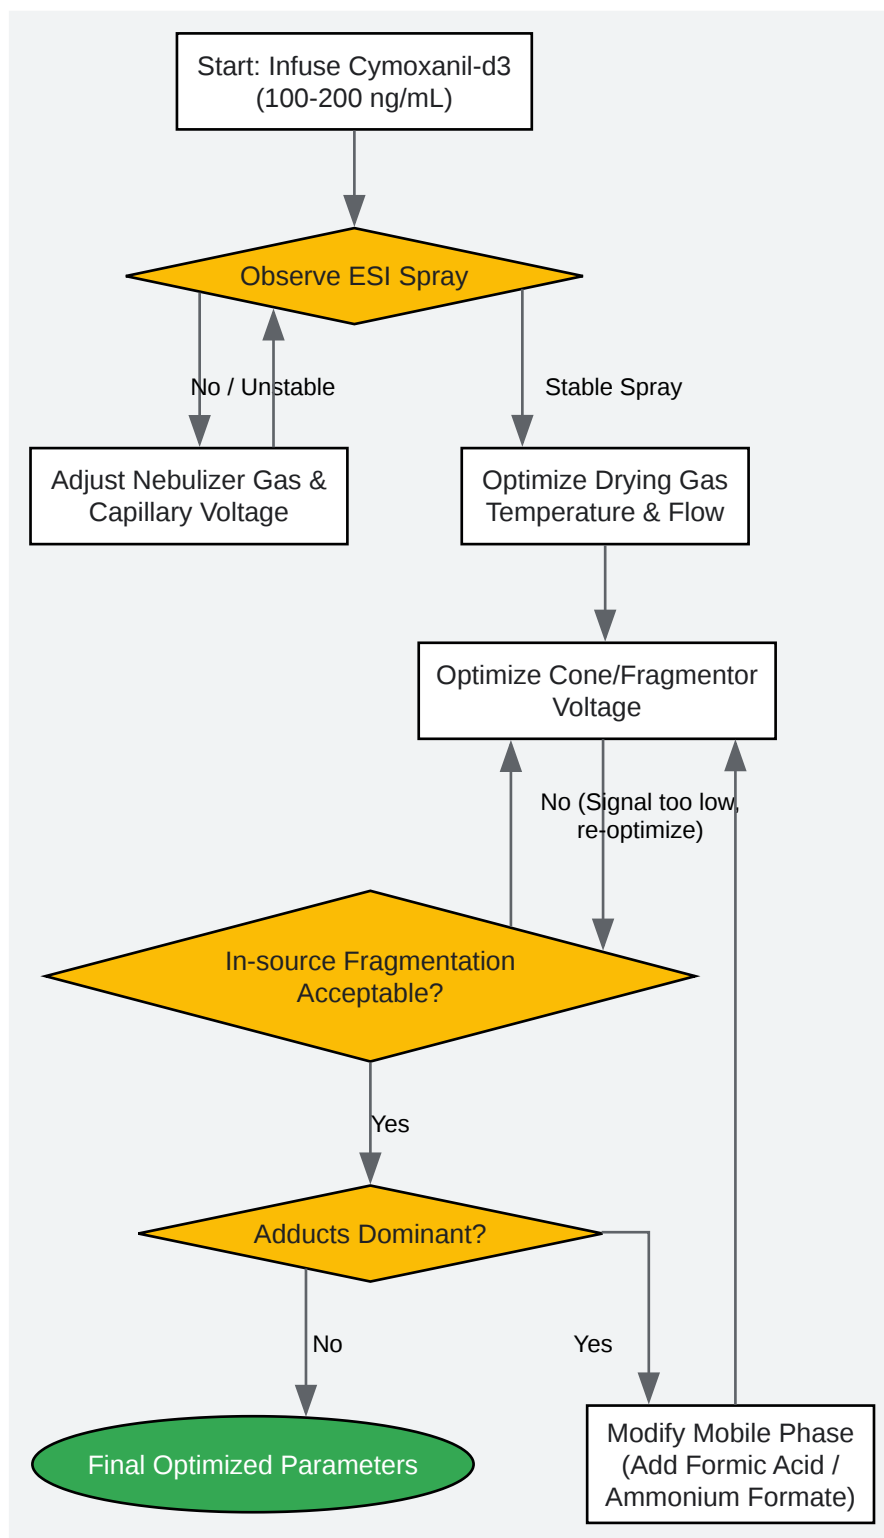 Start: Infuse Cymoxanil-d3
(100-200 ng/mL)
Observe ESI Spray
No / Unstable
Stable Spray
Adjust Nebulizer Gas &
Capillary Voltage
Optimize Drying Gas
Temperature & Flow
Optimize Cone/Fragmentor
Voltage
No (Signal too low,
re-optimize)
In-source Fragmentation
Acceptable?
Yes
Adducts Dominant?
No
Yes
Final Optimized Parameters
Modify Mobile Phase
(Add Formic Acid /
Ammonium Formate)